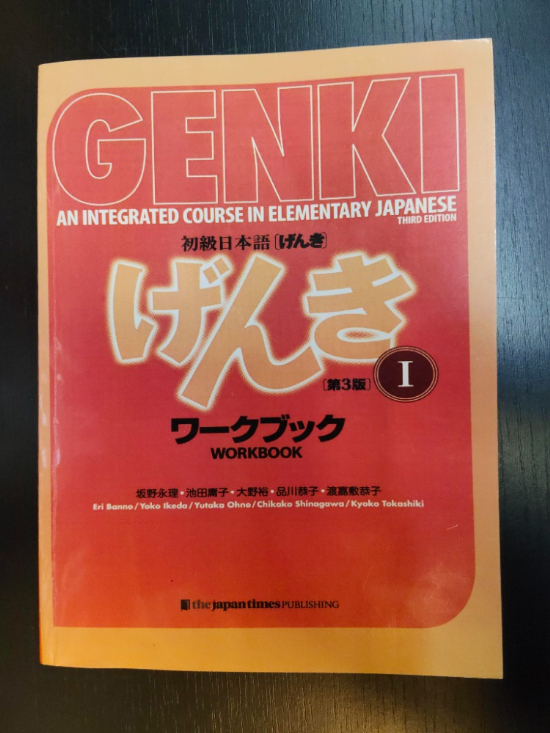 GENKI
AN INTEGRATED COURSE IN ELEMENTARY JAPANESE
THIRD EDITION
初級日本語[げんき]
げんき
[第3版]
I
ワークブック
WORKBOOK
坂野永理・池田庸子・大野裕・品川恭子・渡嘉敷恭子
Eri Banno/Yoko Ikeda/Yutaka Ohno/Chikako Shinagawa/Kyoko Tokashiki
the japan times PUBLISHING